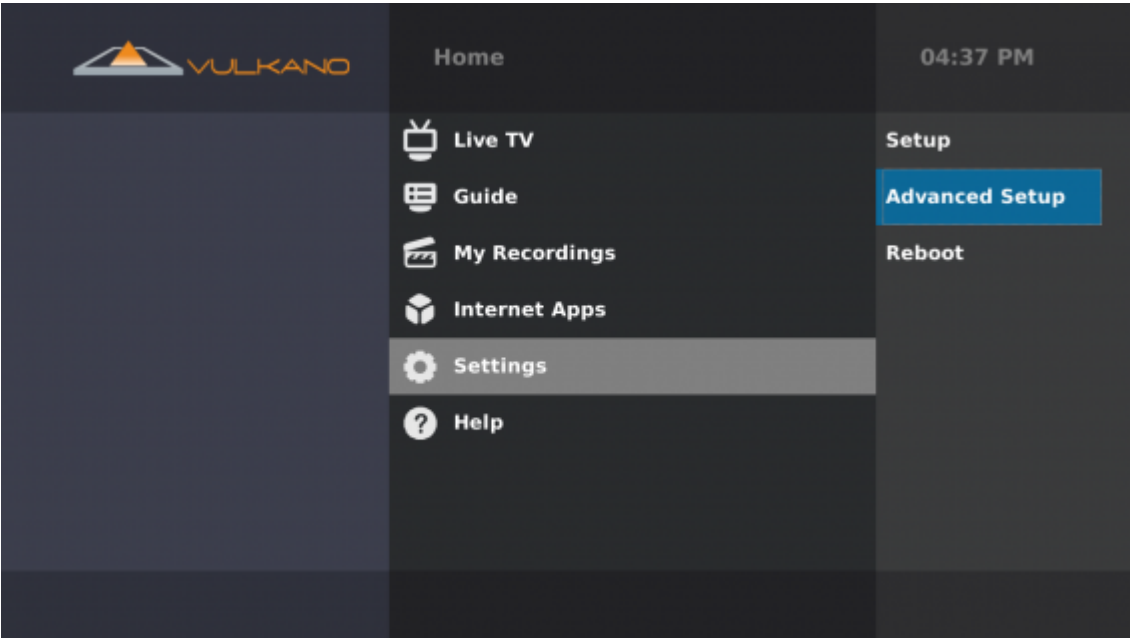 VULKANO
Home
04:37 PM
Live TV
Guide
My Recordings
Internet Apps
Settings
? Help
Setup
Advanced Setup
Reboot